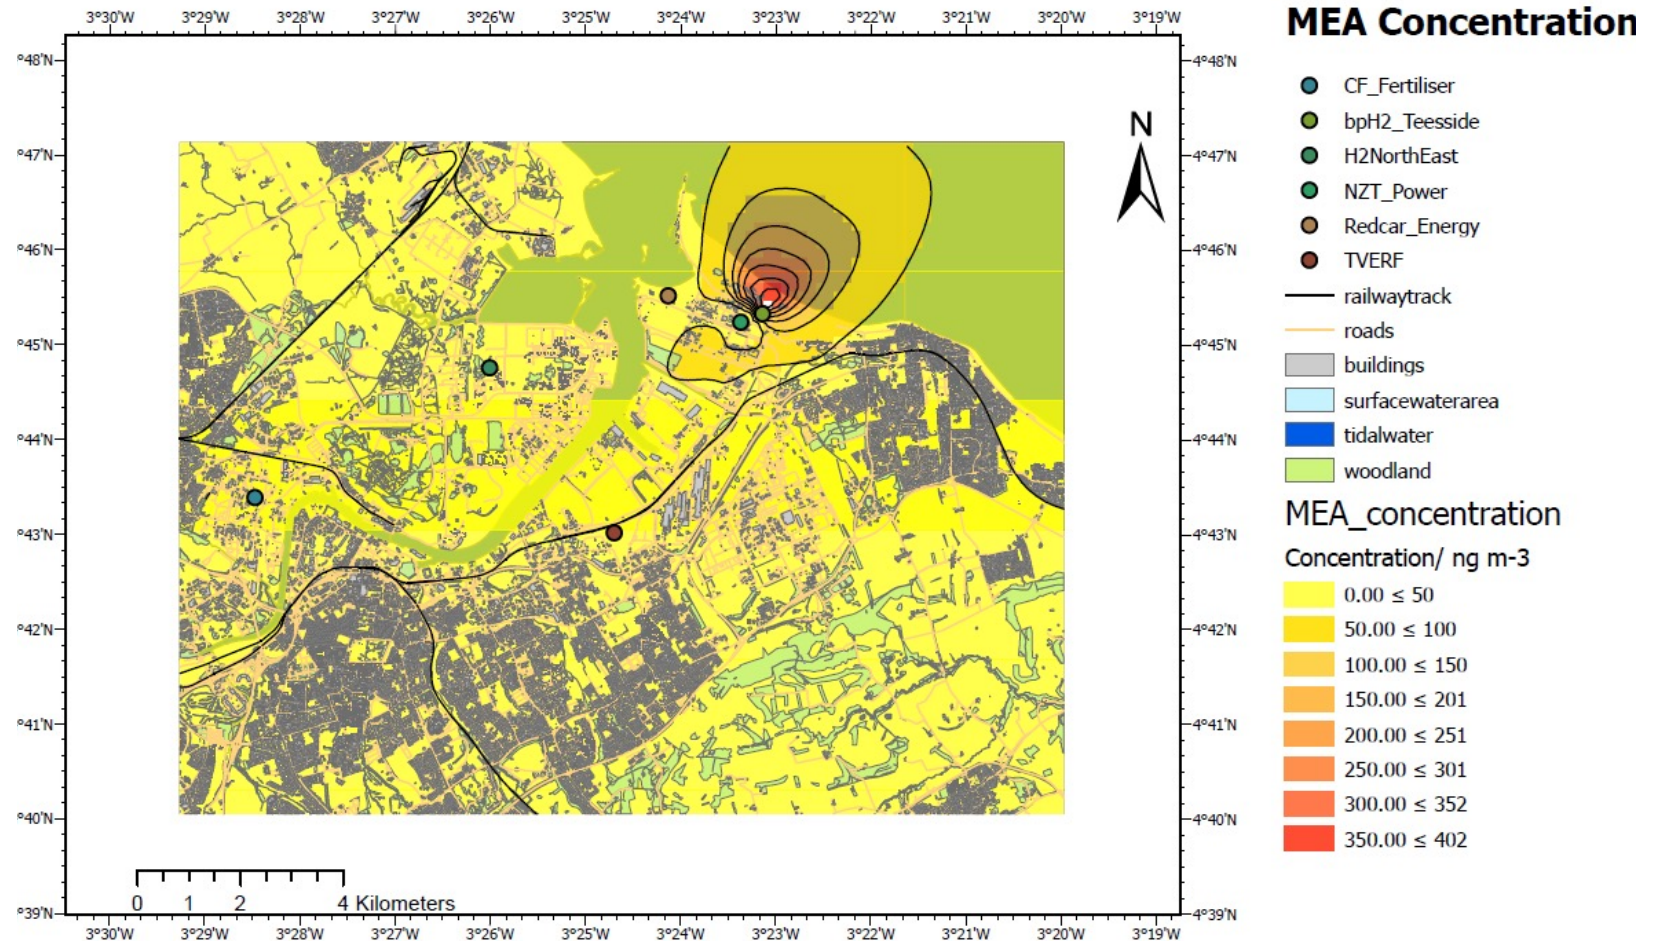 3°30'W 3°29'W 3°28'W 3°27'W 3°26'W 3°25'W 3°24'W 3°23'W 3°22'W 3°21'W 3°20'W 3°19'W
MEA Concentration
°48'N 4°48'N
CF_Fertiliser
bpH2_Teesside
N
°47'N 4°47'N
H2NorthEast
NZT_Power
Redcar_Energy
°46'N 4°46'N
TVERF
railwaytrack
roads
°45'N 4°45'N
buildings
surfacewaterarea
tidalwater
°44'N 4°44'N
woodland
MEA_concentration
°43'N 4°43'N
Concentration/ ng m-3
0.00 ≤ 50
50.00 ≤ 100
°42'N 4°42'N
100.00 ≤ 150
150.00 ≤ 201
°41'N 4°41'N
200.00 ≤ 251
250.00 ≤ 301
300.00 ≤ 352
°40'N 4°40'N
350.00 ≤ 402
0 1 2 4 Kilometers
°39'N 4°39'N
3°30'W 3°29'W 3°28'W 3°27'W 3°26'W 3°25'W 3°24'W 3°23'W 3°22'W 3°21'W 3°20'W 3°19'W